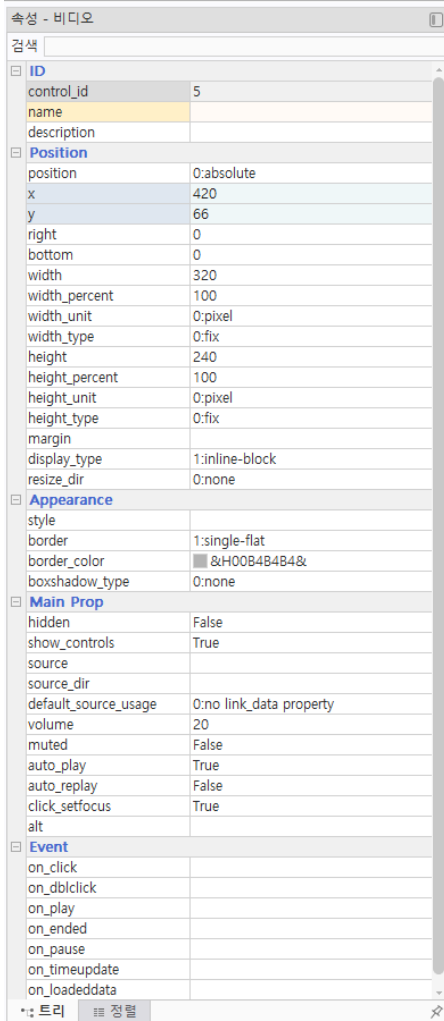 속성 - 비디오
검색
ID
control_id 5
name
description
Position
position 0:absolute
x 420
y 66
right 0
bottom 0
width 320
width_percent 100
width_unit 0:pixel
width_type 0:fix
height 240
height_percent 100
height_unit 0:pixel
height_type 0:fix
margin
display_type 1:inline-block
resize_dir 0:none
Appearance
style
border 1:single-flat
border_color &H00B4B4B4&
boxshadow_type 0:none
Main Prop
hidden False
show_controls True
source
source_dir
default_source_usage 0:no link_data property
volume 20
muted False
auto_play True
auto_replay False
click_setfocus True
alt
Event
on_click
on_dblclick
on_play
on_ended
on_pause
on_timeupdate
on_loadeddata
트리 정렬